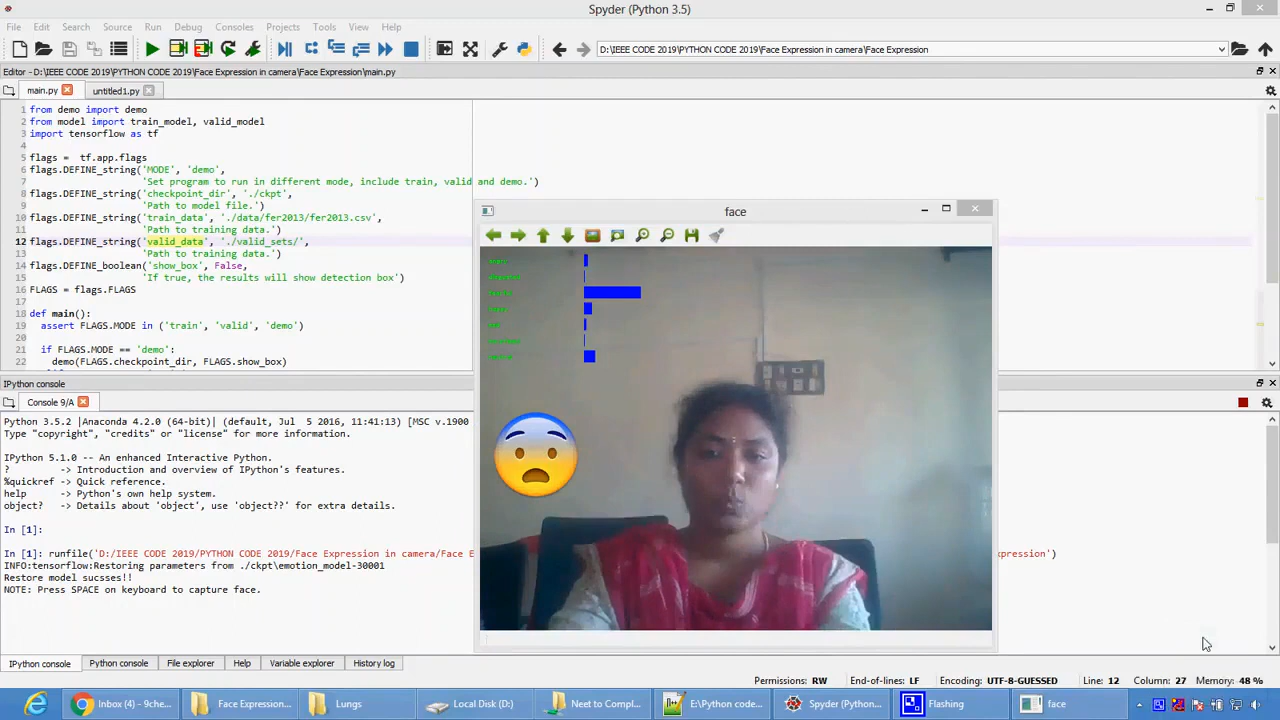 Spyder (Python 3.5)
File Edit Search Source Run Debug Consoles Projects Tools View Help
D:\IEEE CODE 2019\PYTHON CODE 2019\Face Expression in camera\Face Expression
Editor - D:\IEEE CODE 2019\PYTHON CODE 2019\Face Expression in camera\Face Expression\main.py
main.py untitled1.py
1 from demo import demo
2 from model import train_model, valid_model
3 import tensorflow as tf
4
5 flags = tf.app.flags
6 flags.DEFINE_string('MODE', 'demo',
7 'Set program to run in different mode, include train, valid and demo.')
8 flags.DEFINE_string('checkpoint_dir', './ckpt',
9 'Path to model file.')
10 flags.DEFINE_string('train_data', './data/fer2013/fer2013.csv',
11 'Path to training data.')
12 flags.DEFINE_string('valid_data', './valid_sets/',
13 'Path to training data.')
14 flags.DEFINE_boolean('show_box', False,
15 'If true, the results will show detection box')
16 FLAGS = flags.FLAGS
17
18 def main():
19 assert FLAGS.MODE in ('train', 'valid', 'demo')
20
21 if FLAGS.MODE == 'demo':
22 demo(FLAGS.checkpoint_dir, FLAGS.show_box)
face
IPython console
Console 9/A
Python 3.5.2 |Anaconda 4.2.0 (64-bit)| (default, Jul 5 2016, 11:41:13) [MSC v.1900
Type "copyright", "credits" or "license" for more information.
IPython 5.1.0 -- An enhanced Interactive Python.
? -> Introduction and overview of IPython's features.
%quickref -> Quick reference.
help -> Python's own help system.
object? -> Details about 'object', use 'object??' for extra details.
In [1]:
In [1]: runfile('D:/IEEE CODE 2019/PYTHON CODE 2019/Face Expression in camera/Face E xpression')
INFO:tensorflow:Restoring parameters from ./ckpt\emotion_model-30001
Restore model sucsses!!
NOTE: Press SPACE on keyboard to capture face.
IPython console Python console File explorer Help Variable explorer History log
Permissions: RW End-of-lines: LF Encoding: UTF-8-GUESSED Line: 12 Column: 27 Memory: 48 %
Inbox (4) - 9che... Face Expression... Lungs Local Disk (D:) Neet to Compl... E:\Python code... Spyder (Python... Flashing face